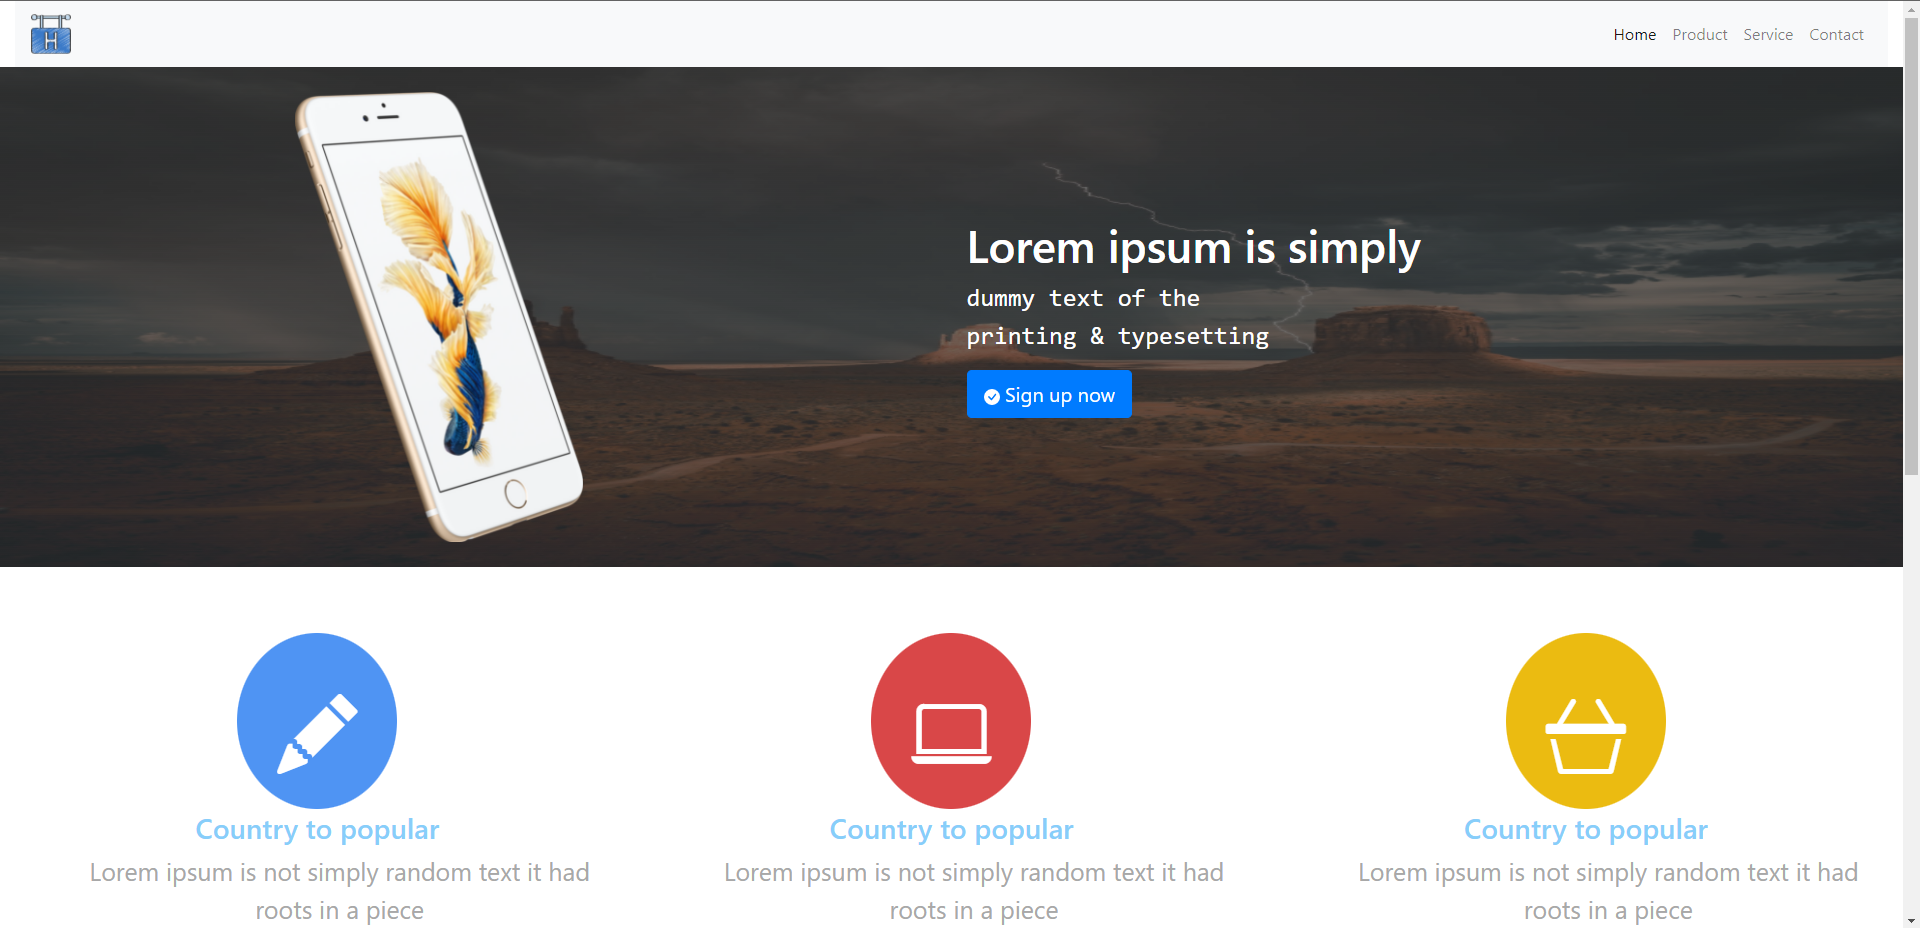 H
Home Product Service Contact
Lorem ipsum is simply
dummy text of the
printing & typesetting
Sign up now
Country to popular
Lorem ipsum is not simply random text it had
roots in a piece
Country to popular
Lorem ipsum is not simply random text it had
roots in a piece
Country to popular
Lorem ipsum is not simply random text it had
roots in a piece